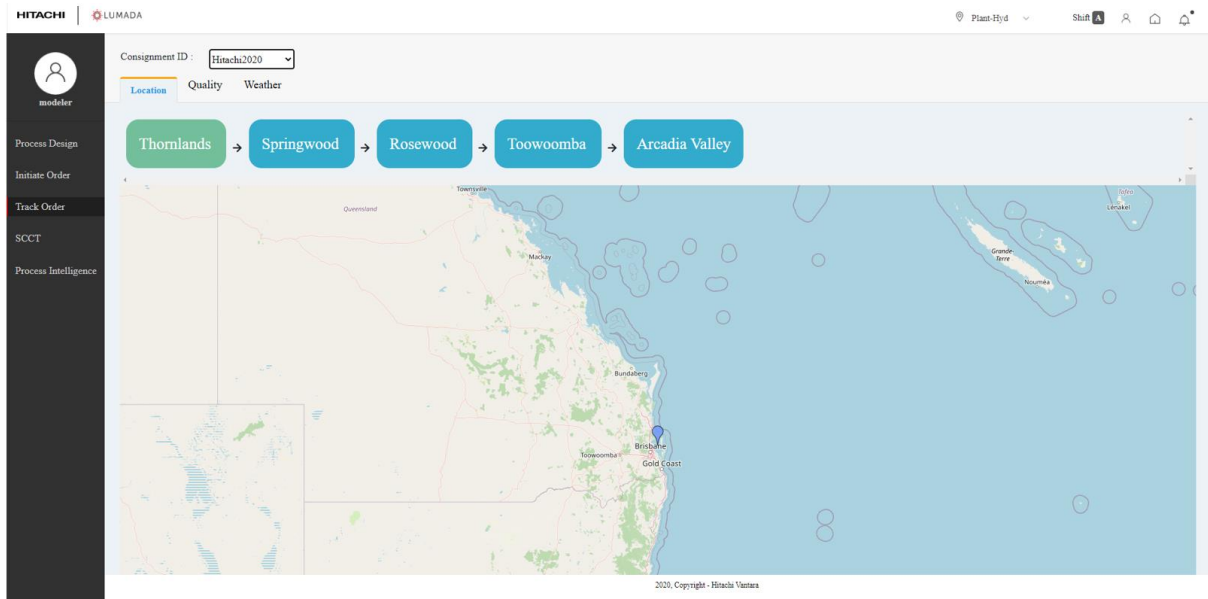 HITACHI LUMADA Plant-Hyd Shift A
modeler
Process Design
Initiate Order
Track Order
SCCT
Process Intelligence
Consignment ID : Hitachi2020
Location Quality Weather
Thornlands → Springwood → Rosewood → Toowoomba → Arcadia Valley
Townsville
Queensland
Mackay
Bundaberg
Brisbane
Toowoomba
Gold Coast
Tafea
Lénakel
Grande-
Terre
Nouméa
2020, Copyright - Hitachi Vantara